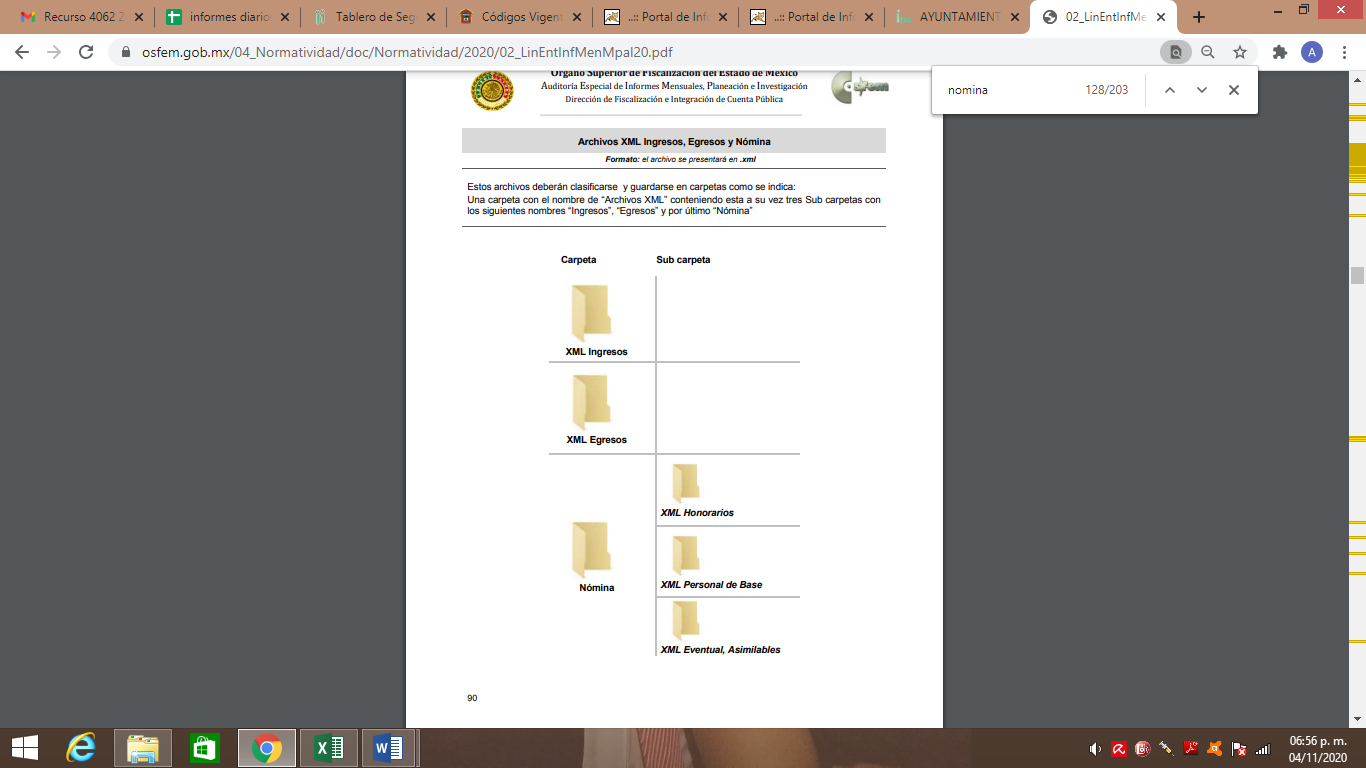 Recurso 4062 2
informes diario
Tablero de Seg
Códigos Vigent
..:: Portal de Info
..:: Portal de Info
AYUNTAMIENT
02_LinEntInfMe
osfem.gob.mx/04_Normatividad/doc/Normatividad/2020/02_LinEntInfMenMpal20.pdf
A
nomina
128/203
Órgano Superior de Fiscalización del Estado de México
Auditoría Especial de Informes Mensuales, Planeación e Investigación
Dirección de Fiscalización e Integración de Cuenta Pública
Archivos XML Ingresos, Egresos y Nómina
Formato: el archivo se presentará en .xml
Estos archivos deberán clasificarse y guardarse en carpetas como se indica:
Una carpeta con el nombre de “Archivos XML” conteniendo esta a su vez tres Sub carpetas con
los siguientes nombres “Ingresos”, “Egresos” y por último “Nómina”
Carpeta
Sub carpeta
XML Ingresos
XML Egresos
XML Honorarios
Nómina
XML Personal de Base
XML Eventual, Asimilables
90
06:56 p. m.
04/11/2020